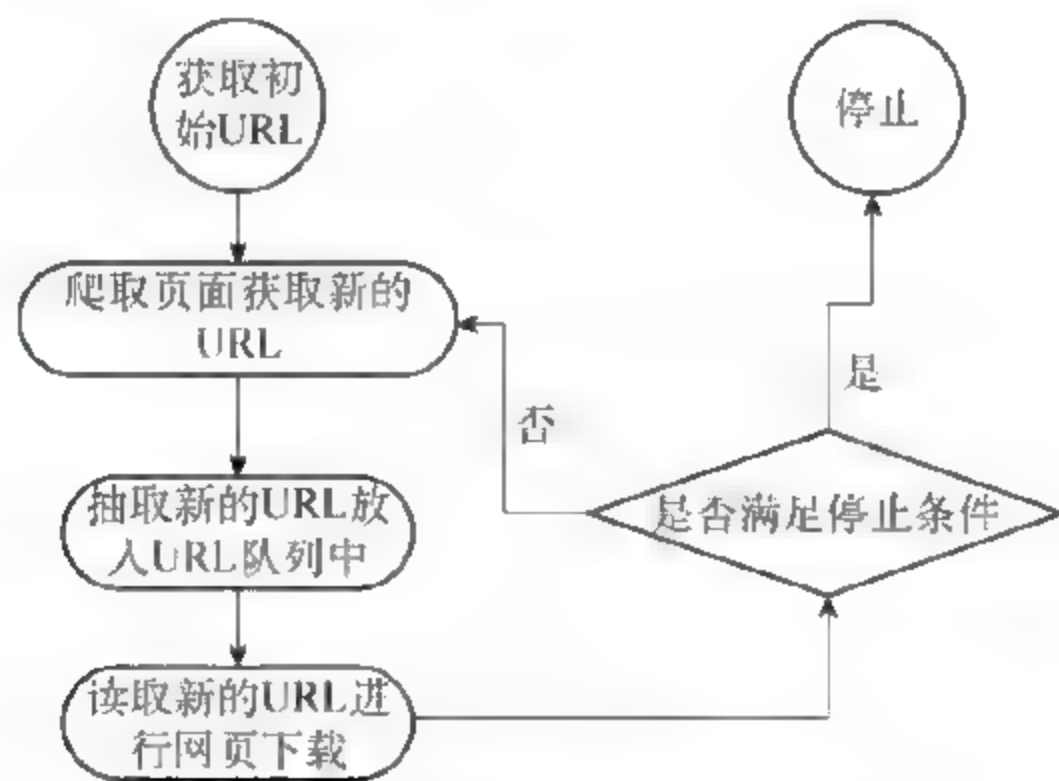 获取初
始URL
停止
爬取页面获取新的
URL
是
否
抽取新的URL放
入URL队列中
是否满足停止条件
读取新的URL进
行网页下载